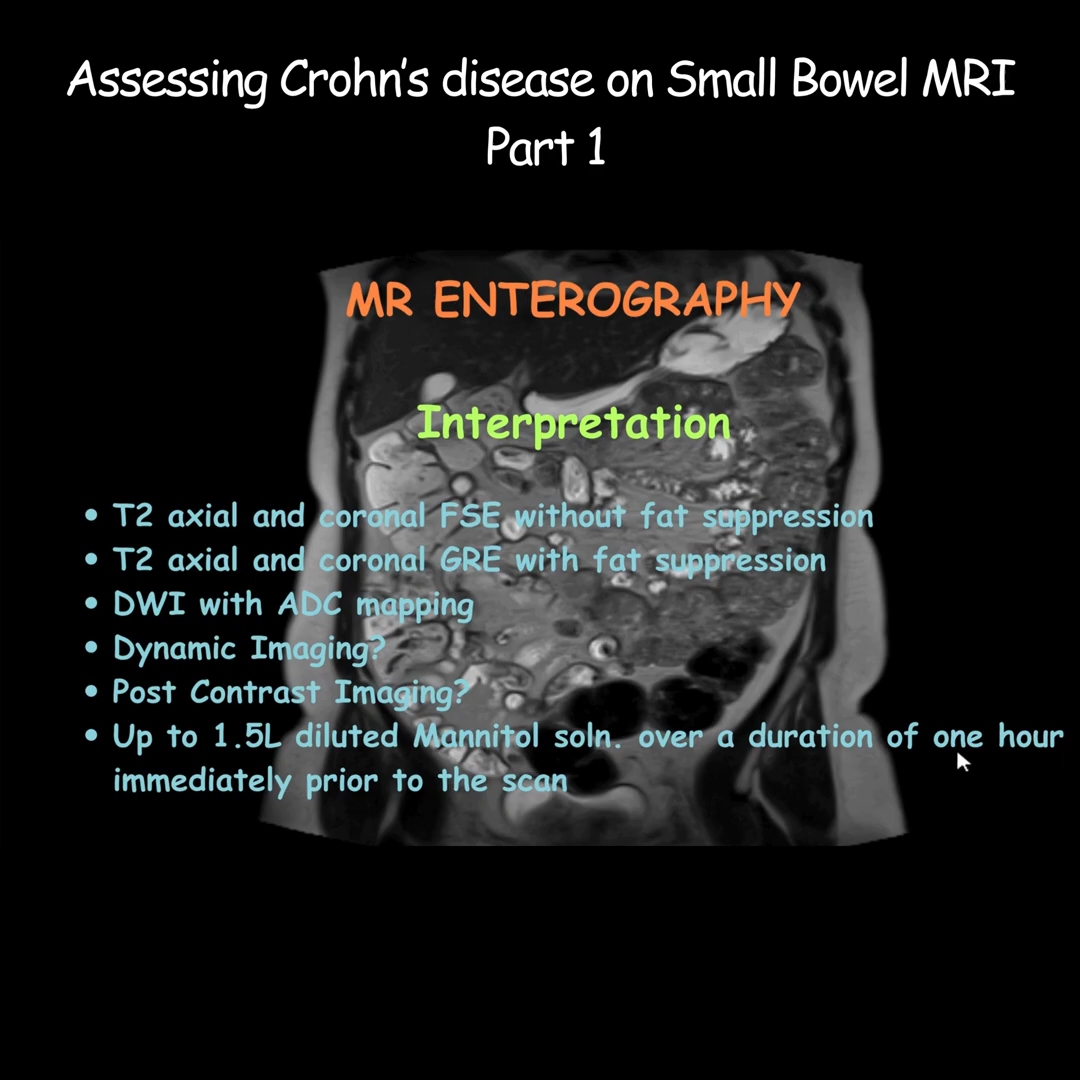 Assessing Crohn's disease on Small Bowel MRI
Part 1
MR ENTEROGRAPHY
Interpretation
• T2 axial and coronal FSE without fat suppression
• T2 axial and coronal GRE with fat suppression
• DWI with ADC mapping
• Dynamic Imaging?
• Post Contrast Imaging?
• Up to 1.5L diluted Mannitol soln. over a duration of one hour
immediately prior to the scan